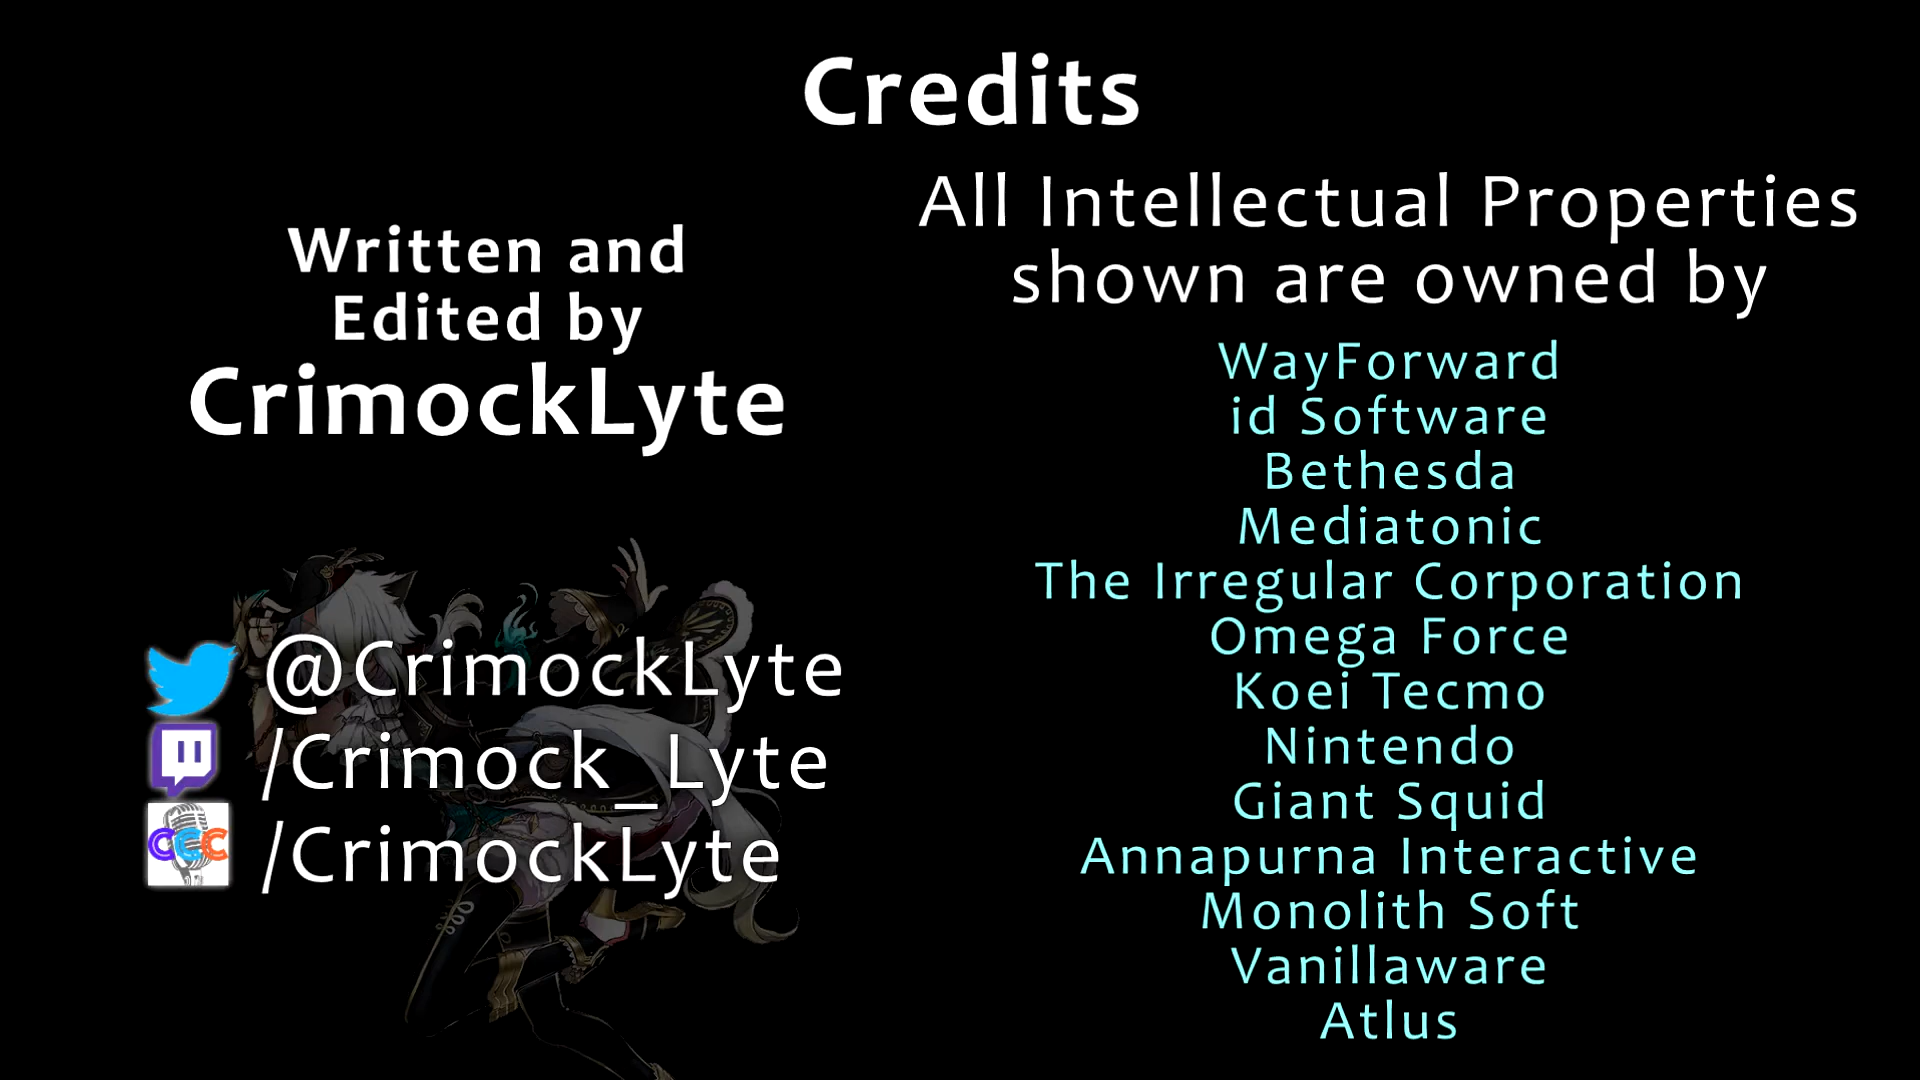 Credits
Written and
Edited by
CrimockLyte
@CrimockLyte
/Crimock_Lyte
CCC
/CrimockLyte
All Intellectual Properties
shown are owned by
WayForward
id Software
Bethesda
Mediatonic
The Irregular Corporation
Omega Force
Koei Tecmo
Nintendo
Giant Squid
Annapurna Interactive
Monolith Soft
Vanillaware
Atlus